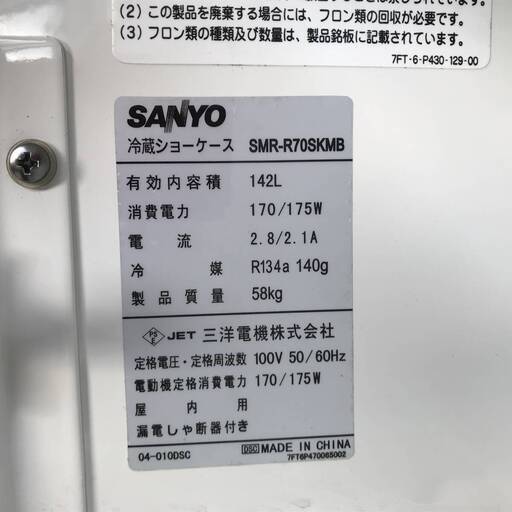 (2) この製品を廃棄する場合には、フロン類の回収が必要です。
(3) フロン類の種類及び数量は、製品銘板に記載されています。
7FT-6-P430-129-00
SANYO
冷蔵ショーケース SMR-R70SKMB
有効内容積 142L
消費電力 170/175W
電流 2.8/2.1A
冷媒 R134a 140g
製品質量 58kg
PS E JET 三洋電機株式会社
定格電圧・定格周波数 100V 50/60Hz
電動機定格消費電力 170/175W
屋内用
漏電しゃ断器付き
04-010DSC DSC MADE IN CHINA
7FT6P470065002